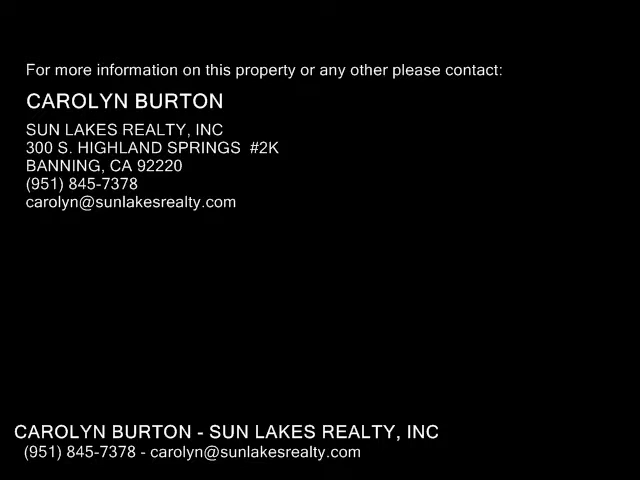 For more information on this property or any other please contact:
CAROLYN BURTON
SUN LAKES REALTY, INC
300 S. HIGHLAND SPRINGS  #2K
BANNING, CA 92220
(951) 845-7378
carolyn@sunlakesrealty.com
CAROLYN BURTON - SUN LAKES REALTY, INC
(951) 845-7378 - carolyn@sunlakesrealty.com